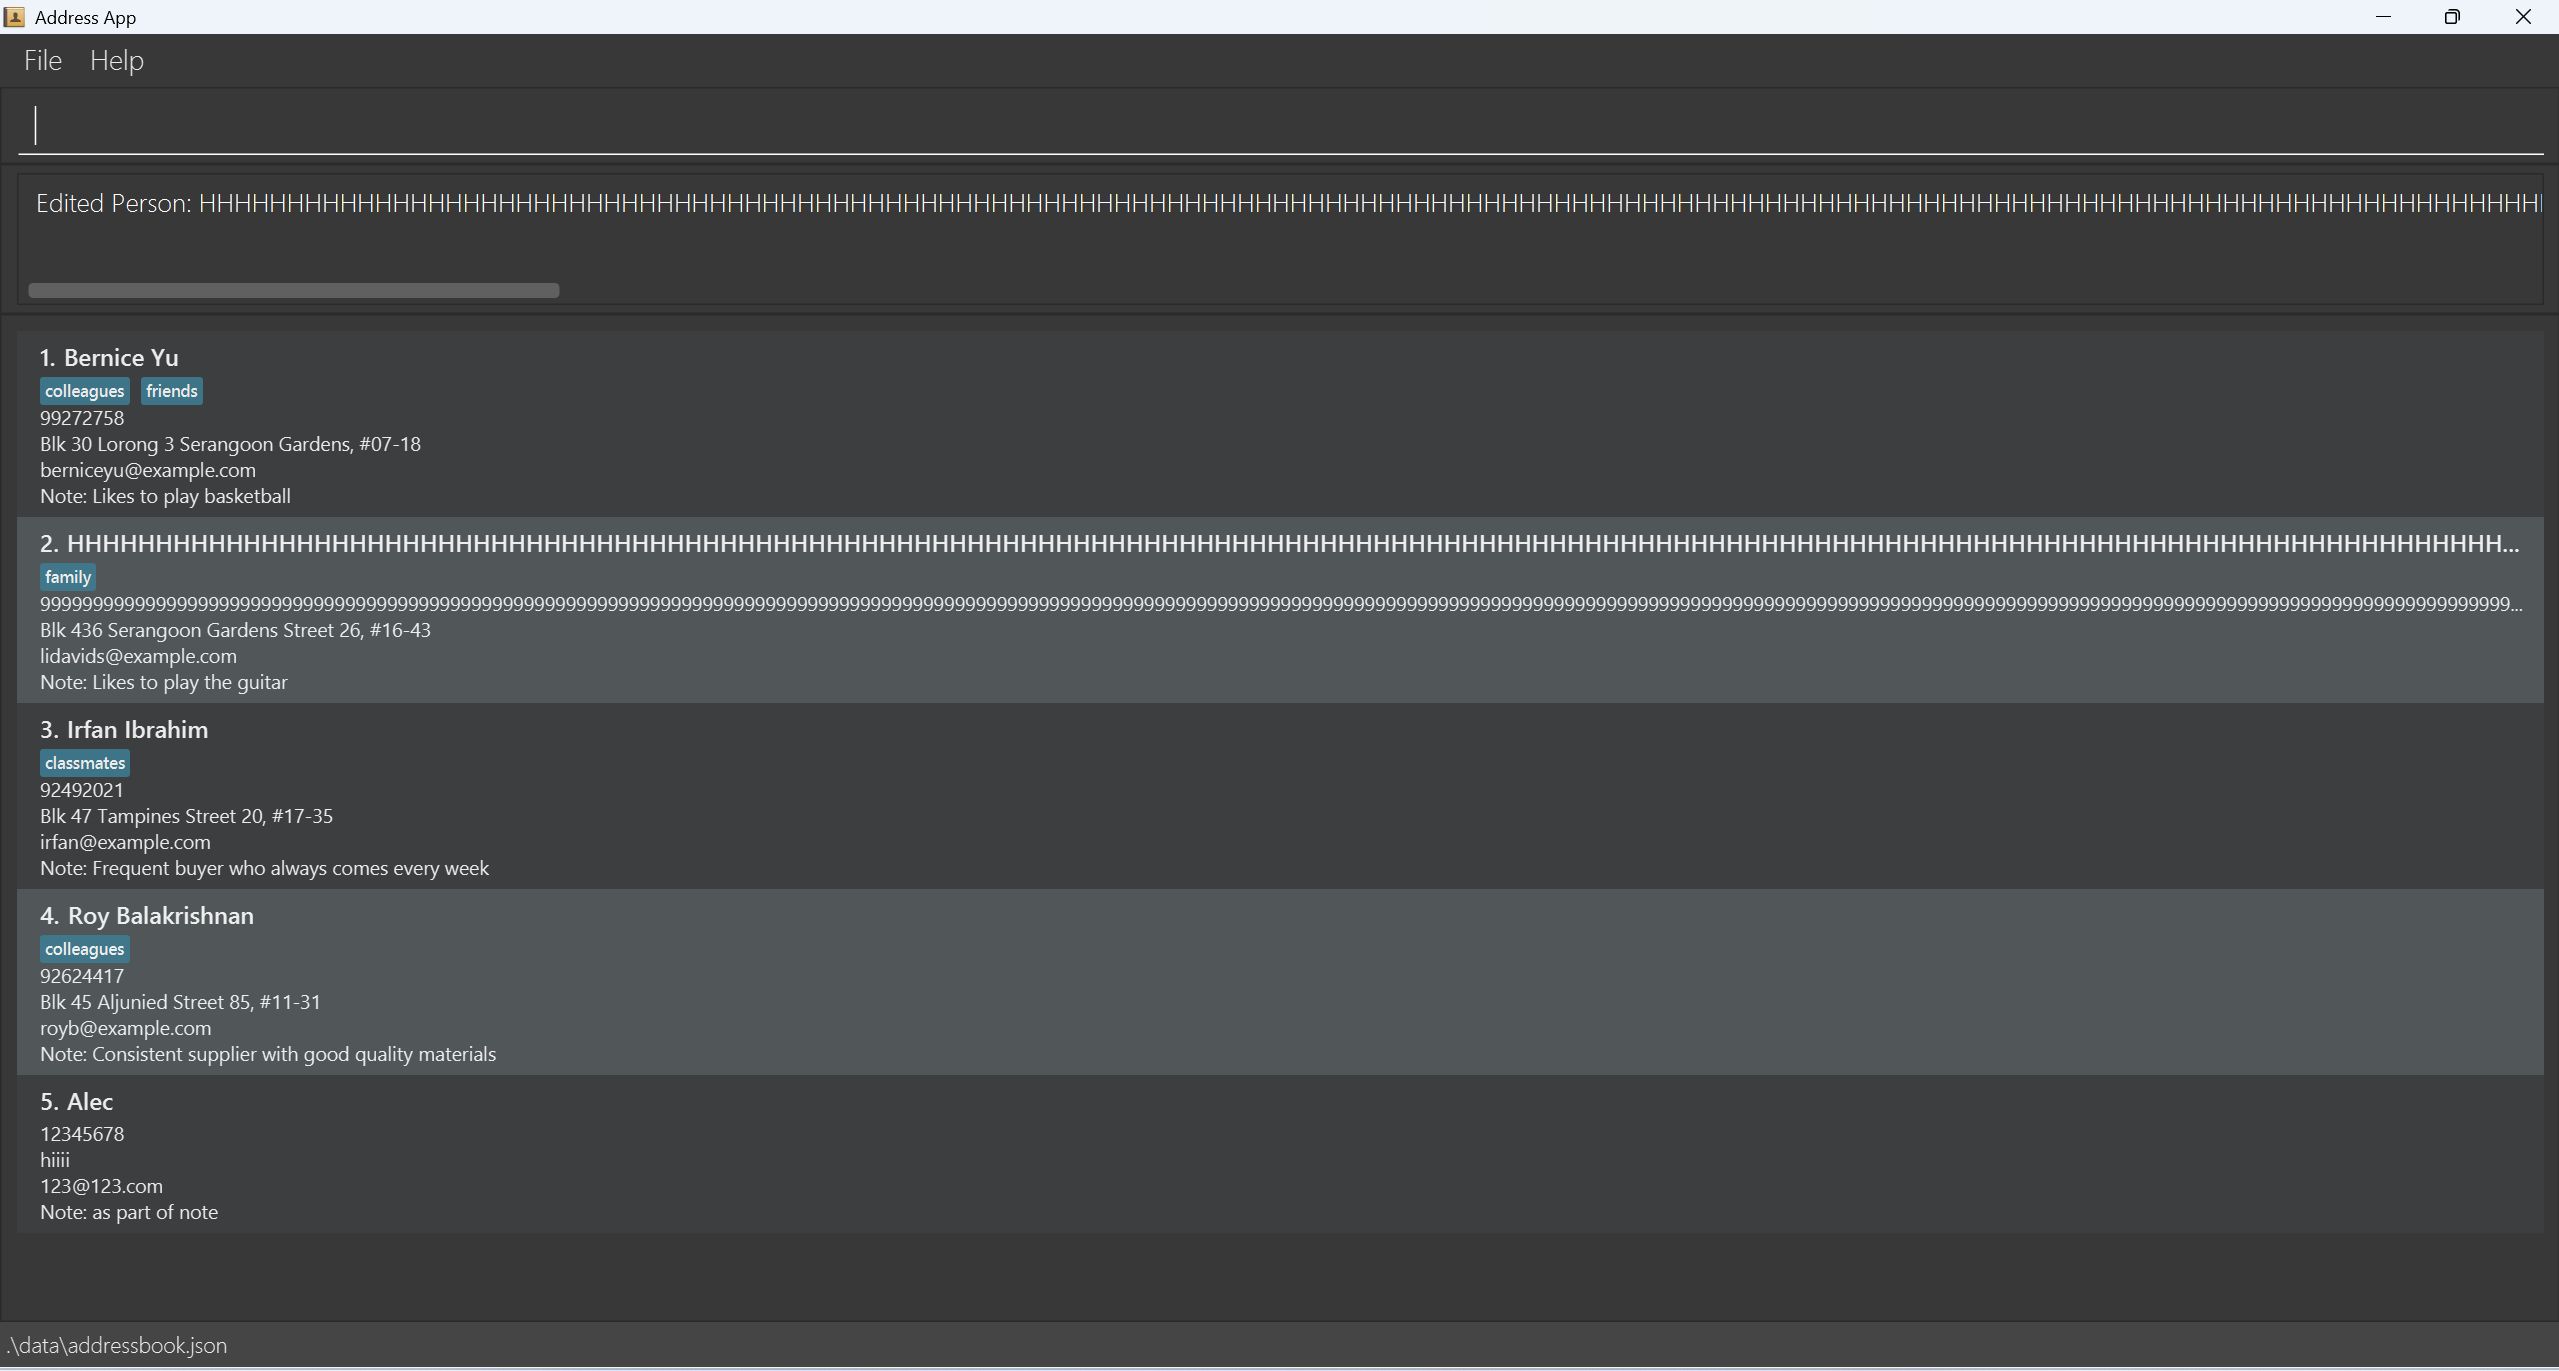 Address App
File Help
Edited Person: HHHHHHHHHHHHHHHHHHHHHHHHHHHHHHHHHHHHHHHHHHHHHHHHHHHHHHHHHHHHHHHHHHHHHHHHHHHHHHHHHHHHHHHHHHHHHHHHHHHHHHHHHHHHHHHHHHHHHHHHHHHHHHHHHHHHH
1. Bernice Yu
colleagues friends
99272758
Blk 30 Lorong 3 Serangoon Gardens, #07-18
berniceyu@example.com
Note: Likes to play basketball
2. HHHHHHHHHHHHHHHHHHHHHHHHHHHHHHHHHHHHHHHHHHHHHHHHHHHHHHHHHHHHHHHHHHHHHHHHHHHHHHHHHHHHHHHHHHHHHHHHHHHHHHHHHHHHHHHHHHHHHHHHHHHHHHHHHHHHHHHHHH...
family
9999999999999999999999999999999999999999999999999999999999999999999999999999999999999999999999999999999999999999999999999999999999999999999999999999999999999999999999999999999999999999999999999999999999999999999999999999999999999999999999...
Blk 436 Serangoon Gardens Street 26, #16-43
lidavids@example.com
Note: Likes to play the guitar
3. Irfan Ibrahim
classmates
92492021
Blk 47 Tampines Street 20, #17-35
irfan@example.com
Note: Frequent buyer who always comes every week
4. Roy Balakrishnan
colleagues
92624417
Blk 45 Aljunied Street 85, #11-31
royb@example.com
Note: Consistent supplier with good quality materials
5. Alec
12345678
hiiii
123@123.com
Note: as part of note
.\data\addressbook.json